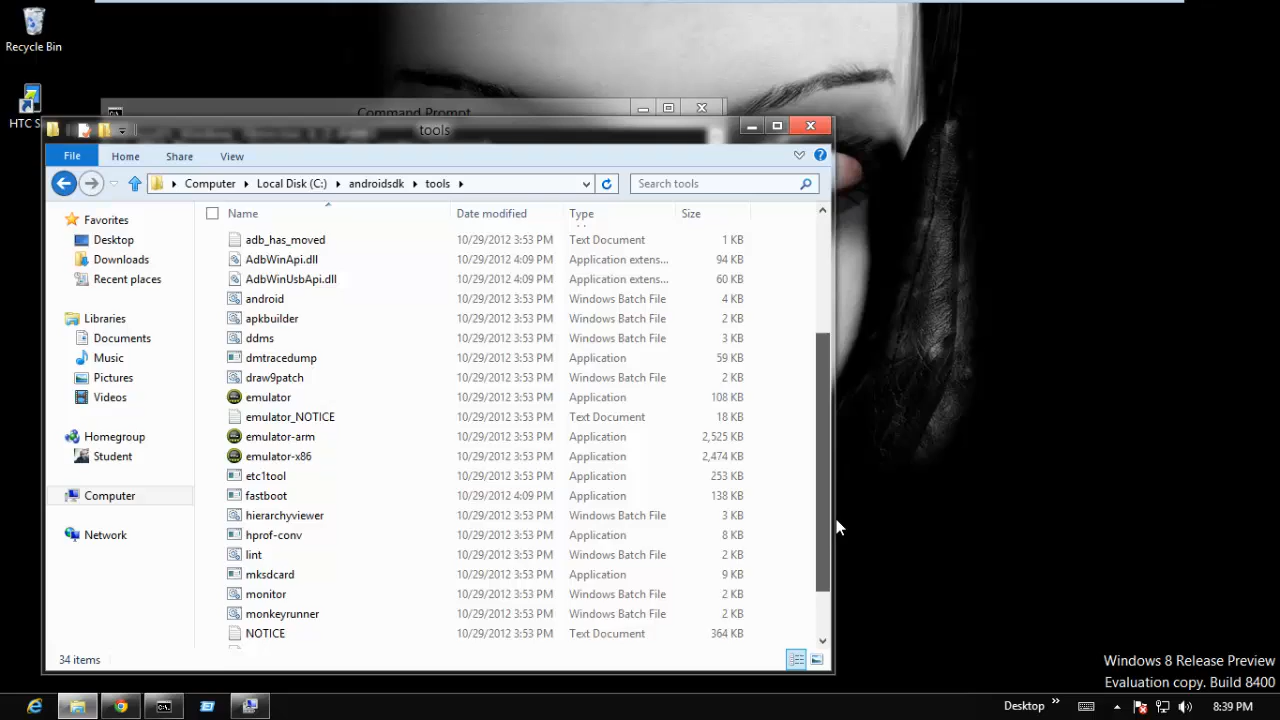 Recycle Bin
HTC S
Command Prompt
tools
File Home Share View
Computer Local Disk (C:) androidsdk tools
Search tools
Name Date modified Type Size
Favorites
Desktop
Downloads
Recent places
Libraries
Documents
Music
Pictures
Videos
Homegroup
Student
Computer
Network
adb_has_moved 10/29/2012 3:53 PM Text Document 1 KB
AdbWinApi.dll 10/29/2012 4:09 PM Application extens... 94 KB
AdbWinUsbApi.dll 10/29/2012 4:09 PM Application extens... 60 KB
android 10/29/2012 3:53 PM Windows Batch File 4 KB
apkbuilder 10/29/2012 3:53 PM Windows Batch File 2 KB
ddms 10/29/2012 3:53 PM Windows Batch File 3 KB
dmtracedump 10/29/2012 3:53 PM Application 59 KB
draw9patch 10/29/2012 3:53 PM Windows Batch File 2 KB
emulator 10/29/2012 3:53 PM Application 108 KB
emulator_NOTICE 10/29/2012 3:53 PM Text Document 18 KB
emulator-arm 10/29/2012 3:53 PM Application 2,525 KB
emulator-x86 10/29/2012 3:53 PM Application 2,474 KB
etc1tool 10/29/2012 3:53 PM Application 253 KB
fastboot 10/29/2012 4:09 PM Application 138 KB
hierarchyviewer 10/29/2012 3:53 PM Windows Batch File 3 KB
hprof-conv 10/29/2012 3:53 PM Application 8 KB
lint 10/29/2012 3:53 PM Windows Batch File 2 KB
mksdcard 10/29/2012 3:53 PM Application 9 KB
monitor 10/29/2012 3:53 PM Windows Batch File 2 KB
monkeyrunner 10/29/2012 3:53 PM Windows Batch File 2 KB
NOTICE 10/29/2012 3:53 PM Text Document 364 KB
34 items
Windows 8 Release Preview
Evaluation copy. Build 8400
Desktop 8:39 PM